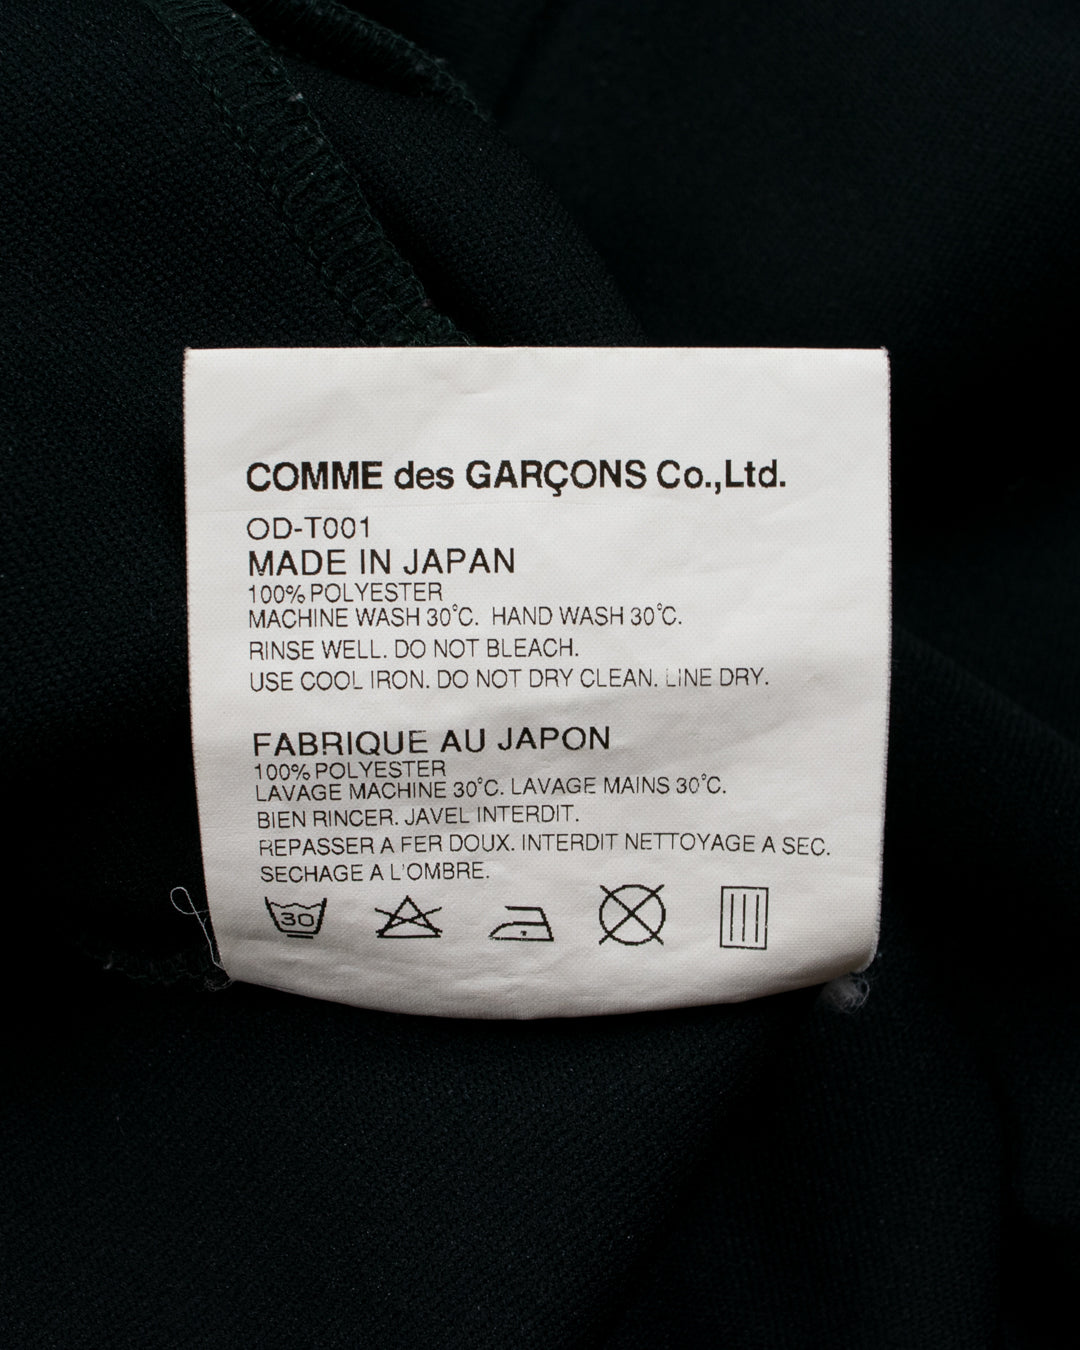 COMME des GARÇONS Co.,Ltd.
OD-T001
MADE IN JAPAN
100% POLYESTER
MACHINE WASH 30°C. HAND WASH 30°C.
RINSE WELL. DO NOT BLEACH.
USE COOL IRON. DO NOT DRY CLEAN. LINE DRY.
FABRIQUE AU JAPON
100% POLYESTER
LAVAGE MACHINE 30°C. LAVAGE MAINS 30°C.
BIEN RINCER. JAVEL INTERDIT.
REPASSER A FER DOUX. INTERDIT NETTOYAGE A SEC.
SECHAGE A L'OMBRE.
30